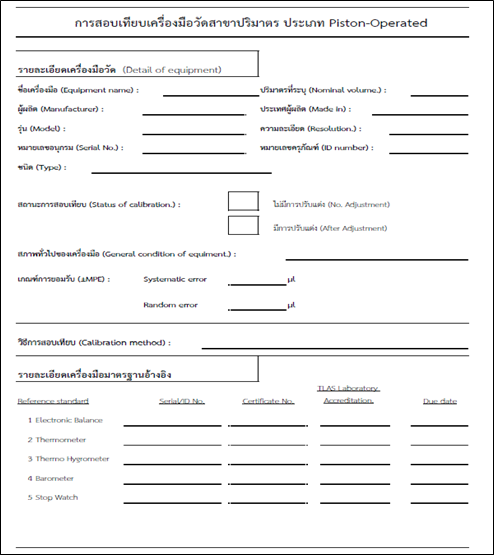 การสอบเทียบเครื่องมือวัดสาขาปริมาตร ประเภท Piston-Operated
รายละเอียดเครื่องมือวัด (Detail of equipment)
ชื่อเครื่องมือ (Equipment name) : ปริมาตรที่ระบุ (Nominal volume.) :
ผู้ผลิต (Manufacturer) : ประเทศผู้ผลิต (Made in) :
รุ่น (Model) : ความละเอียด (Resolution.) :
หมายเลขอนุกรม (Serial No.) : หมายเลขครุภัณฑ์ (ID number) :
ชนิด (Type) :
สถานะการสอบเทียบ (Status of calibration.) : ไม่มีการปรับแต่ง (No. Adjustment)
มีการปรับแต่ง (After Adjustment)
สภาพทั่วไปของเครื่องมือ (General condition of equiment.) :
เกณฑ์การยอมรับ (±MPE) : Systematic error µl
Random error µl
วิธีการสอบเทียบ (Calibration method) :
รายละเอียดเครื่องมือมาตรฐานอ้างอิง
Reference standard Serial/ID No. Certificate No. TLAS Laboratory Accreditation. Due date
1 Electronic Balance
2 Thermometer
3 Thermo Hygrometer
4 Barometer
5 Stop Watch